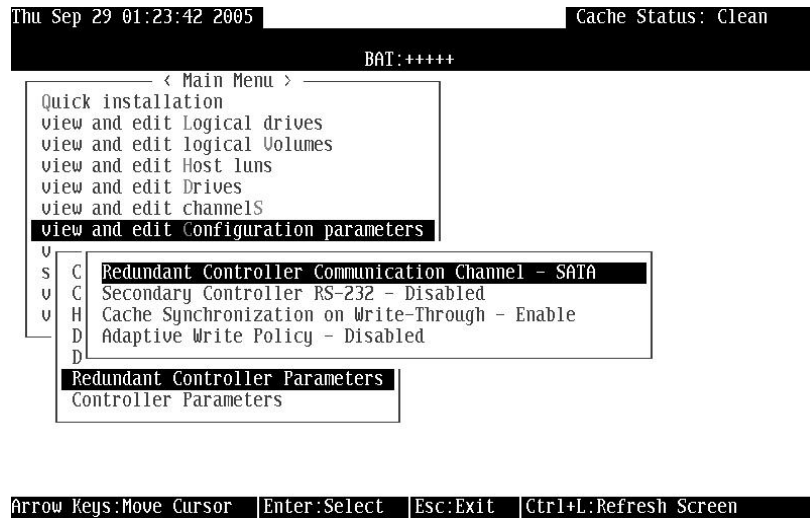 Thu Sep 29 01:23:42 2005 Cache Status: Clean
BAT:+++++
< Main Menu >
Quick installation
view and edit Logical drives
view and edit logical Volumes
view and edit Host luns
view and edit Drives
view and edit channelS
view and edit Configuration parameters
v
s C Redundant Controller Communication Channel - SATA
v C Secondary Controller RS-232 - Disabled
v H Cache Synchronization on Write-Through - Enable
D Adaptive Write Policy - Disabled
D
Redundant Controller Parameters
Controller Parameters
Arrow Keys:Move Cursor |Enter:Select |Esc:Exit |Ctrl+L:Refresh Screen